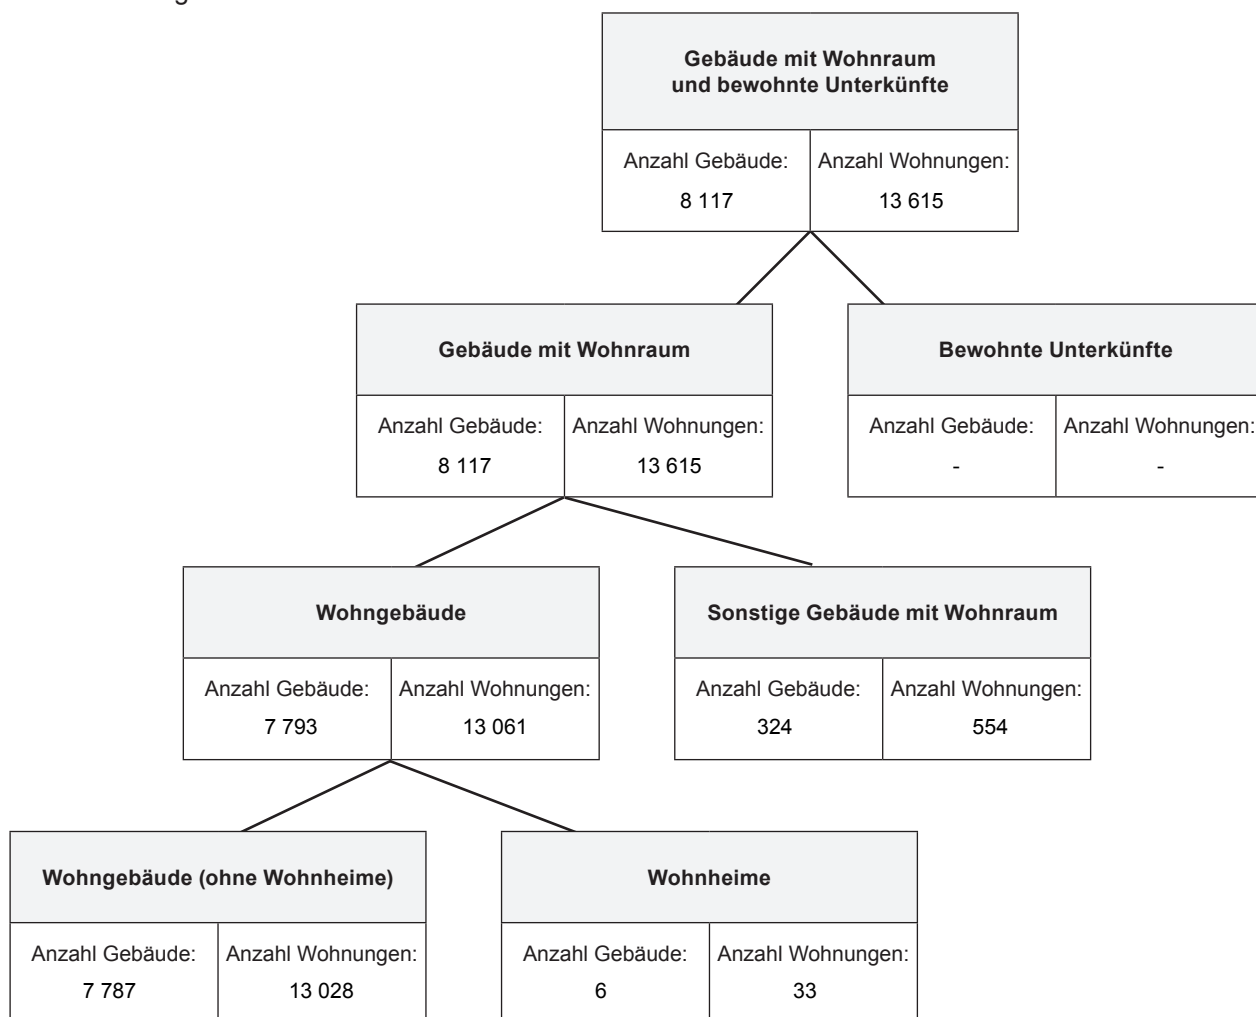 Gebäude mit Wohnraum
und bewohnte Unterkünfte
Anzahl Gebäude:
8 117
Anzahl Wohnungen:
13 615
Gebäude mit Wohnraum
Anzahl Gebäude:
8 117
Anzahl Wohnungen:
13 615
Bewohnte Unterkünfte
Anzahl Gebäude:
-
Anzahl Wohnungen:
-
Wohngebäude
Anzahl Gebäude:
7 793
Anzahl Wohnungen:
13 061
Sonstige Gebäude mit Wohnraum
Anzahl Gebäude:
324
Anzahl Wohnungen:
554
Wohngebäude (ohne Wohnheime)
Anzahl Gebäude:
7 787
Anzahl Wohnungen:
13 028
Wohnheime
Anzahl Gebäude:
6
Anzahl Wohnungen:
33